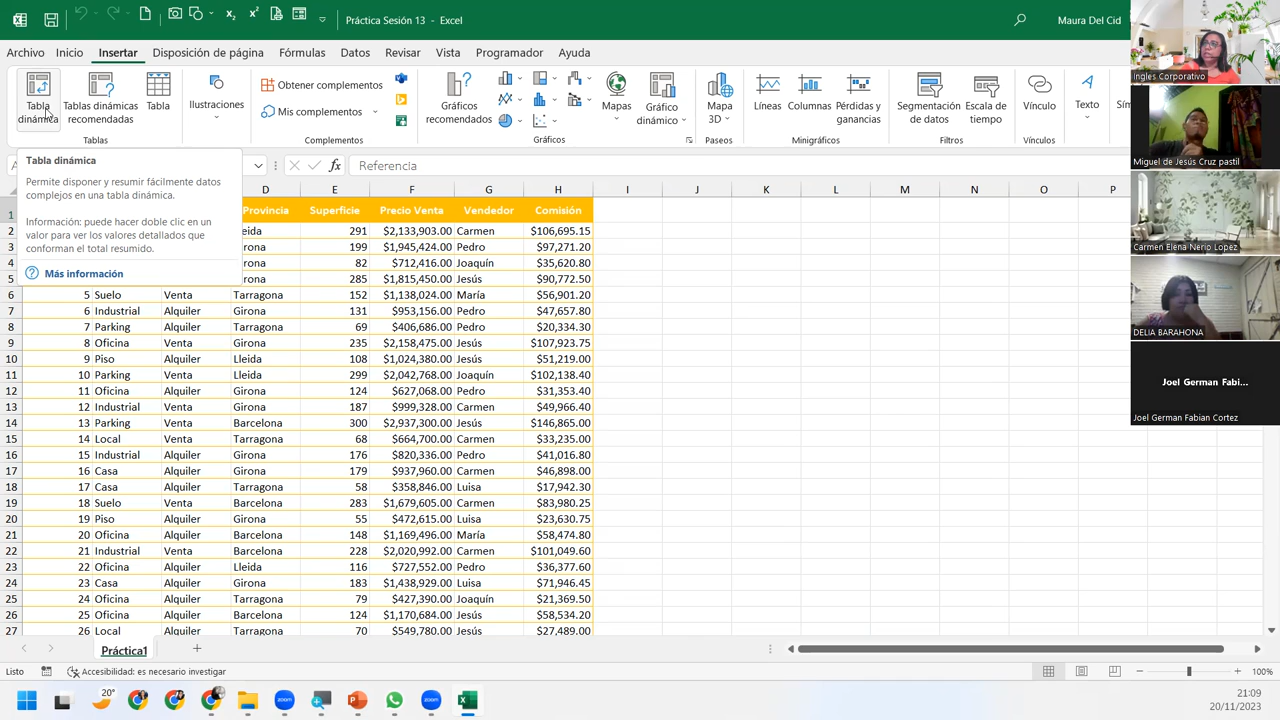 Práctica Sesión 13 - Excel
Maura Del Cid
Archivo Inicio Insertar Disposición de página Fórmulas Datos Revisar Vista Programador Ayuda
Tabla dinámica
Tablas dinámicas recomendadas
Tabla
Ilustraciones
Obtener complementos
Mis complementos
Gráficos recomendados
Mapas
Gráfico dinámico
Mapa 3D
Líneas
Columnas
Pérdidas y ganancias
Segmentación de datos
Escala de tiempo
Vínculo
Texto
Tablas Complementos Gráficos Paseos Minigráficos Filtros Vínculos
fx Referencia
Tabla dinámica
Permite disponer y resumir fácilmente datos
complejos en una tabla dinámica.
Información: puede hacer doble clic en un
valor para ver los valores detallados que
conforman el total resumido.
Más información
D E F G H I J K L M N O P
1 Provincia Superficie Precio Venta Vendedor Comisión
2 eida 291 $2,133,903.00 Carmen $106,695.15
3 irona 199 $1,945,424.00 Pedro $97,271.20
4 irona 82 $712,416.00 Joaquín $35,620.80
5 irona 285 $1,815,450.00 Jesús $90,772.50
6 5 Suelo Venta Tarragona 152 $1,138,024.00 María $56,901.20
7 6 Industrial Alquiler Girona 131 $953,156.00 Pedro $47,657.80
8 7 Parking Alquiler Tarragona 69 $406,686.00 Pedro $20,334.30
9 8 Oficina Alquiler Girona 235 $2,158,475.00 Jesús $107,923.75
10 9 Piso Alquiler Lleida 108 $1,024,380.00 María $51,219.00
11 10 Parking Venta Lleida 299 $2,042,768.00 Joaquín $102,138.40
12 11 Oficina Alquiler Girona 124 $627,068.00 Pedro $31,353.40
13 12 Industrial Venta Girona 187 $999,328.00 Carmen $49,966.40
14 13 Parking Venta Barcelona 300 $2,937,300.00 Jesús $146,865.00
15 14 Local Venta Tarragona 68 $664,700.00 Carmen $33,235.00
16 15 Industrial Alquiler Girona 176 $820,336.00 Pedro $41,016.80
17 16 Casa Alquiler Girona 179 $937,960.00 Carmen $46,898.00
18 17 Casa Alquiler Tarragona 58 $358,846.00 Luisa $17,942.30
19 18 Suelo Venta Barcelona 283 $1,679,605.00 Carmen $83,980.25
20 19 Piso Alquiler Girona 55 $472,615.00 Luisa $23,630.75
21 20 Oficina Alquiler Barcelona 148 $1,169,496.00 María $58,474.80
22 21 Industrial Venta Barcelona 228 $2,020,992.00 Carmen $101,049.60
23 22 Oficina Alquiler Lleida 116 $727,552.00 Pedro $36,377.60
24 23 Casa Alquiler Girona 183 $1,438,929.00 Luisa $71,946.45
25 24 Oficina Alquiler Tarragona 79 $427,390.00 Joaquín $21,369.50
26 25 Oficina Alquiler Barcelona 124 $1,170,684.00 Jesús $58,534.20
27 26 Local Alquiler Tarragona 70 $549,780.00 Jesús $27,489.00
Práctica1
Listo Accesibilidad: es necesario investigar 100%
20°
zoom
zoom
21:09
20/11/2023
Ingles Corporativo
Miguel de Jesús Cruz pastil
Carmen Elena Nerio Lopez
DELIA BARAHONA
Joel German Fabi...
Joel German Fabian Cortez